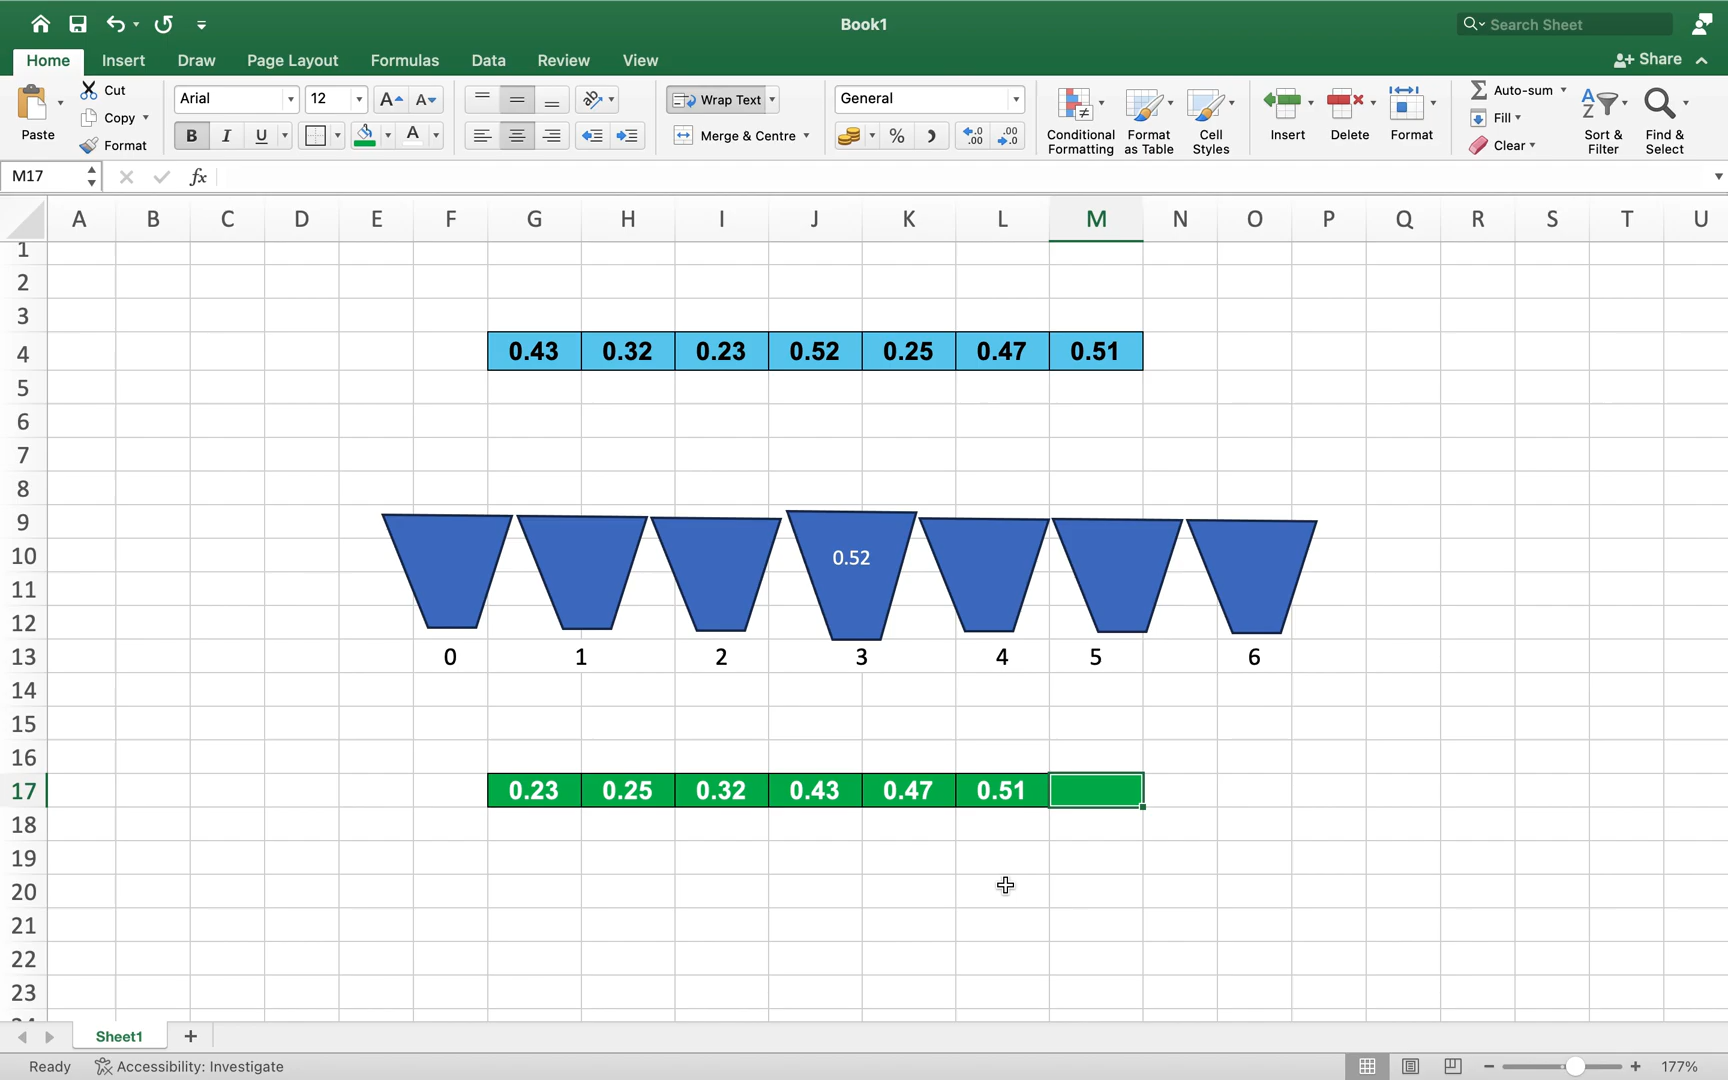 Book1
Search Sheet
Home Insert Draw Page Layout Formulas Data Review View
Share
Paste
Cut
Copy
Format
Arial 12
B I U A
Wrap Text
Merge & Centre
General
%
Conditional Formatting
Format as Table
Cell Styles
Insert
Delete
Format
Auto-sum
Fill
Clear
Sort & Filter
Find & Select
M17 fx
A B C D E F G H I J K L M N O P Q R S T U
1
2
3
4 0.43 0.32 0.23 0.52 0.25 0.47 0.51
5
6
7
8
9
10 0.52
11
12
13 0 1 2 3 4 5 6
14
15
16
17 0.23 0.25 0.32 0.43 0.47 0.51
18
19
20
21
22
23
Sheet1
Ready Accessibility: Investigate 177%